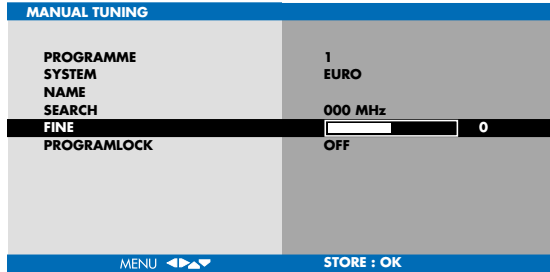 MANUAL TUNING
PROGRAMME 1
SYSTEM EURO
NAME
SEARCH 000 MHz
FINE 0
PROGRAMLOCK OFF
MENU ◀▶▲▼ STORE : OK